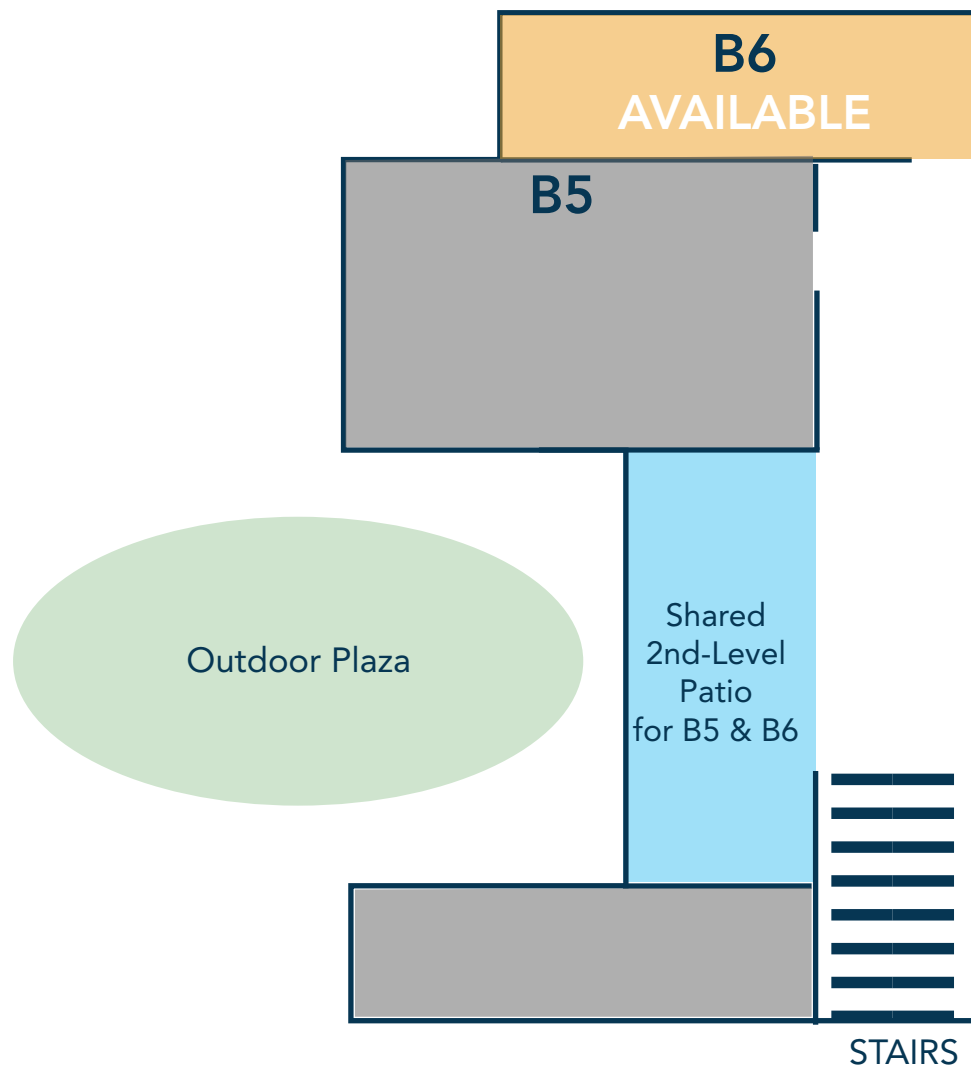 B6
AVAILABLE
B5
Outdoor Plaza
Shared
2nd-Level
Patio
for B5 & B6
STAIRS